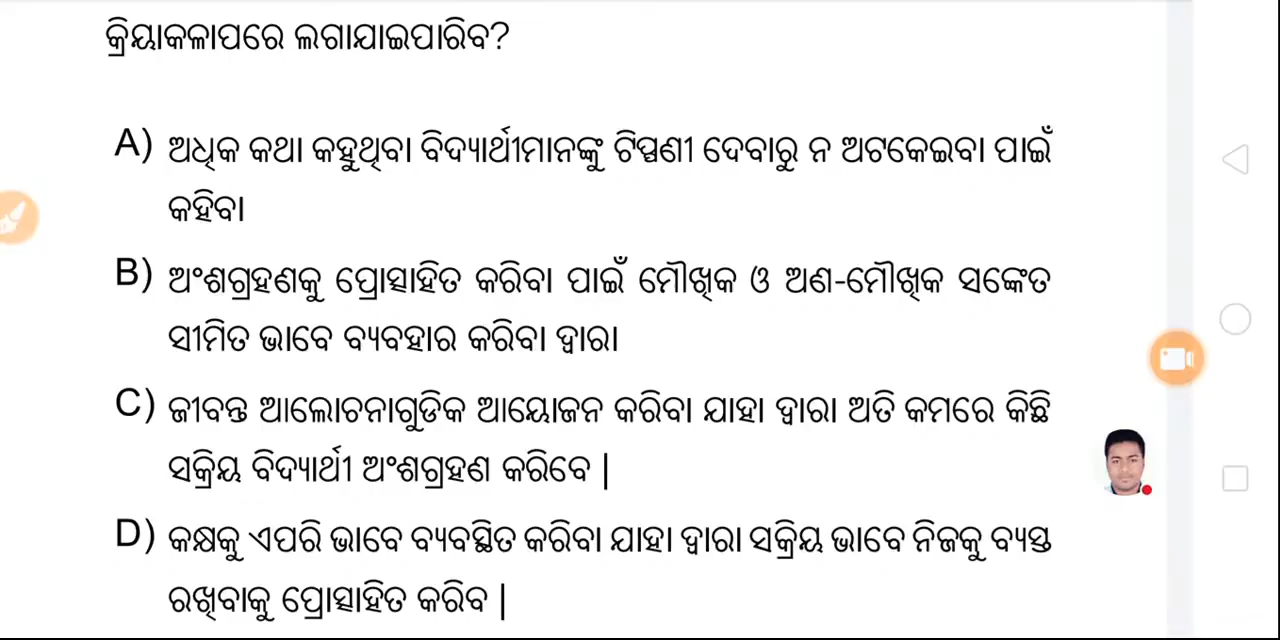 କ୍ରିୟାକଳାପରେ ଲଗାଯାଇପାରିବ?
A) ଅଧିକ କଥା କହୁଥିବା ବିଦ୍ୟାର୍ଥୀମାନଙ୍କୁ ଟିପ୍ପଣୀ ଦେବାରୁ ନ ଅଟକେଇବା ପାଇଁ
କହିବା
B) ଅଂଶଗ୍ରହଣକୁ ପ୍ରୋତ୍ସାହିତ କରିବା ପାଇଁ ମୌଖିକ ଓ ଅଣ-ମୌଖିକ ସଙ୍କେତ
ସୀମିତ ଭାବେ ବ୍ୟବହାର କରିବା ଦ୍ୱାରା
C) ଜୀବନ୍ତ ଆଲୋଚନାଗୁଡିକ ଆୟୋଜନ କରିବା ଯାହା ଦ୍ୱାରା ଅତି କମରେ କିଛି
ସକ୍ରିୟ ବିଦ୍ୟାର୍ଥୀ ଅଂଶଗ୍ରହଣ କରିବେ |
D) କକ୍ଷକୁ ଏପରି ଭାବେ ବ୍ୟବସ୍ଥିତ କରିବା ଯାହା ଦ୍ୱାରା ସକ୍ରିୟ ଭାବେ ନିଜକୁ ବ୍ୟସ୍ତ
ରଖିବାକୁ ପ୍ରୋତ୍ସାହିତ କରିବ |